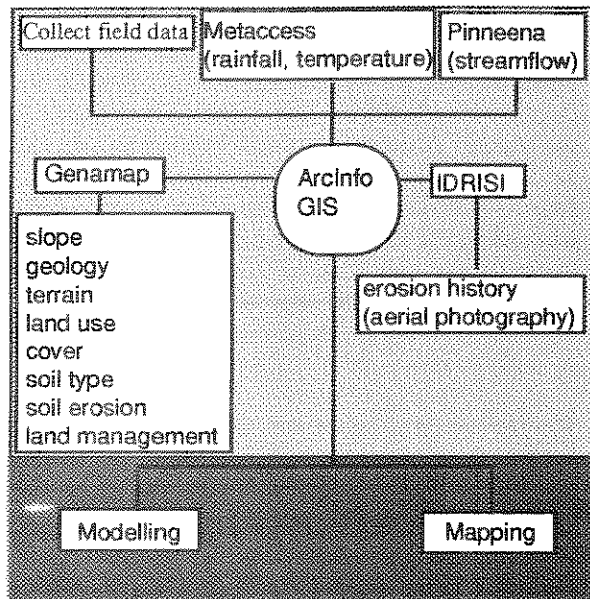 Collect field data
Metaccess
(rainfall, temperature)
Pinneena
(streamflow)
Genamap
Arcinfo
GIS
IDRISI
slope
geology
terrain
land use
cover
soil type
soil erosion
land management
erosion history
(aerial photography)
Modelling
Mapping